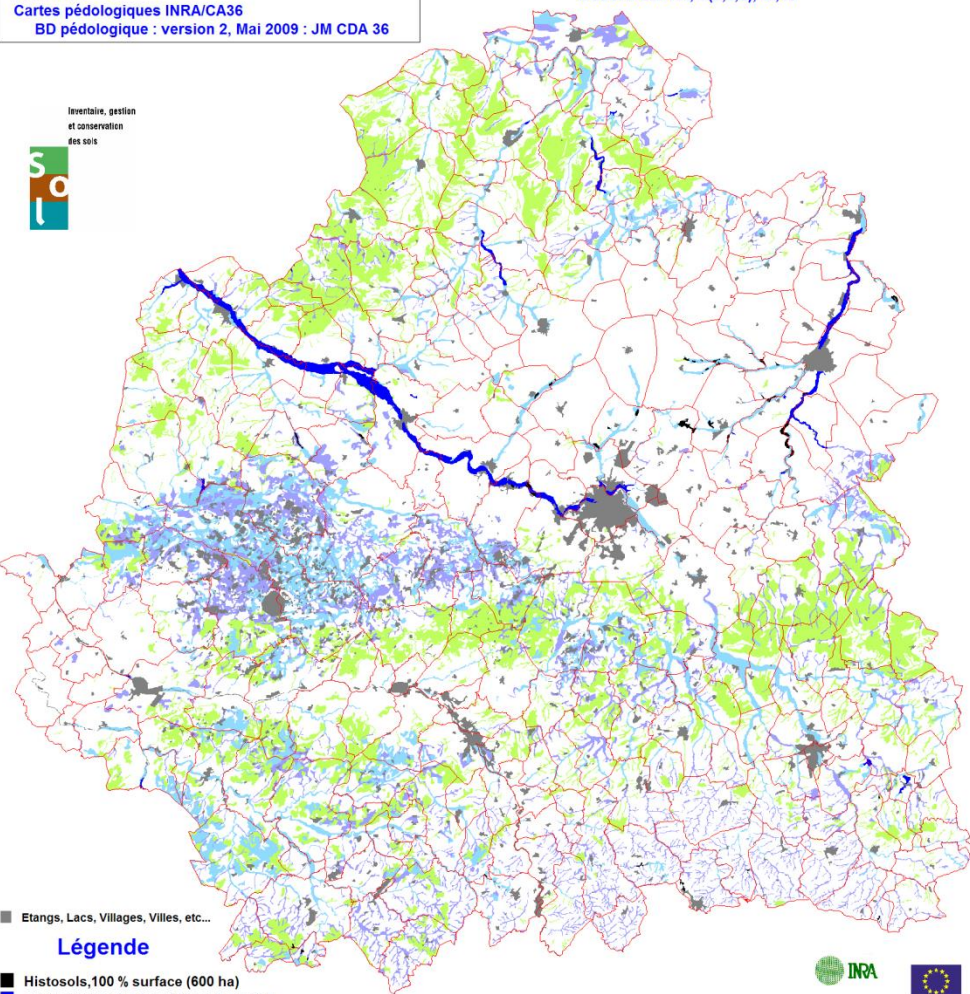 Cartes pédologiques INRA/CA36
BD pédologique : version 2, Mai 2009 : JM CDA 36
Inventaire, gestion
et conservation
des sols
S
o
l
Etangs, Lacs, Villages, Villes, etc...
Légende
Histosols,100 % surface (600 ha)
INRA